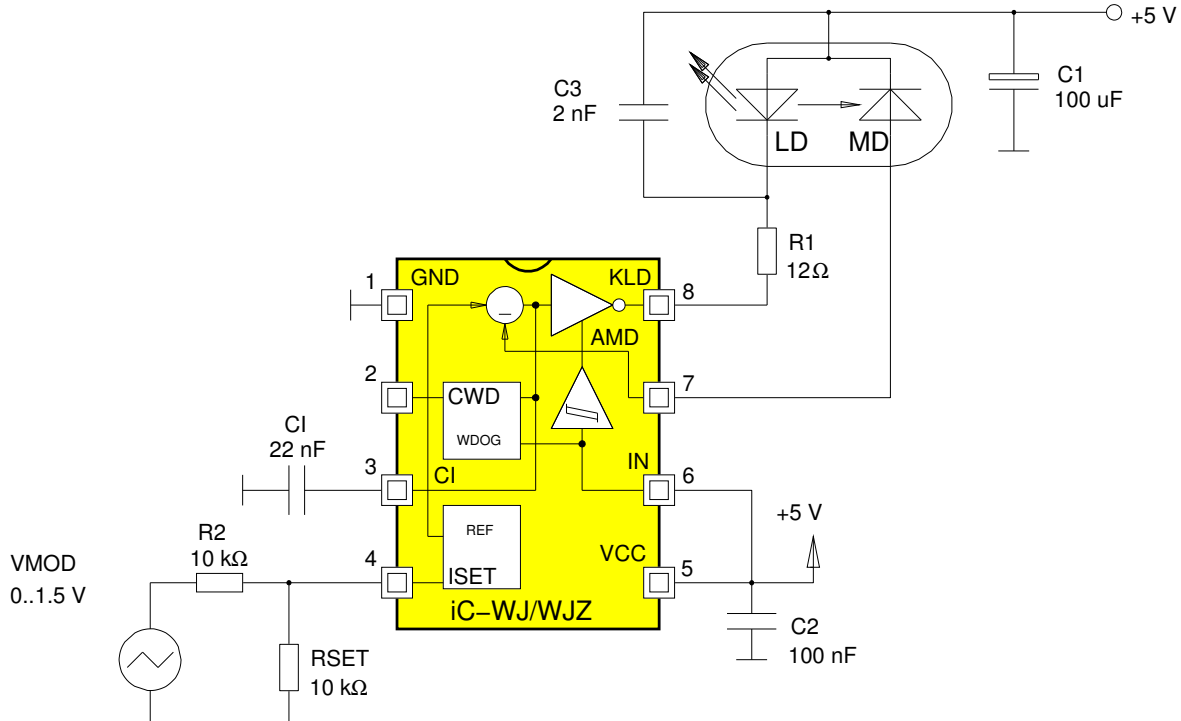 +5 V
C3
2 nF
C1
100 uF
LD
MD
R1
12Ω
1
GND
KLD
8
AMD
2
CWD
7
WDOG
CI
22 nF
3
CI
IN
6
+5 V
REF
R2
10 kΩ
VMOD
0..1.5 V
4
ISET
VCC
5
iC–WJ/WJZ
C2
100 nF
RSET
10 kΩ